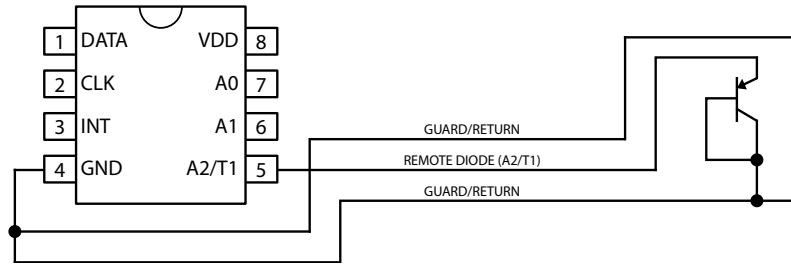 1 DATA VDD 8
2 CLK A0 7
3 INT A1 6
4 GND A2/T1 5
GUARD/RETURN
REMOTE DIODE (A2/T1)
GUARD/RETURN